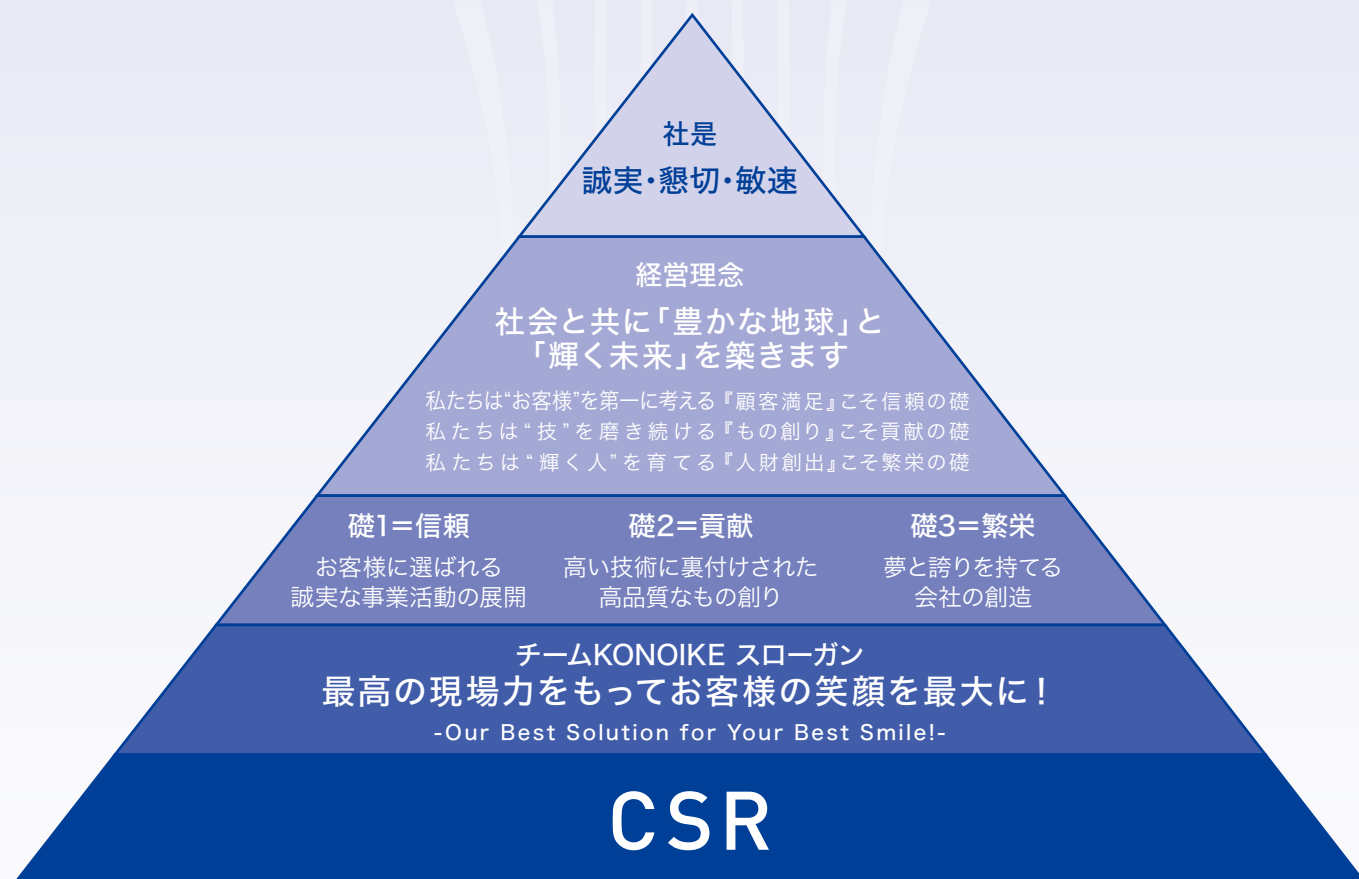 社是
誠実・懇切・敏速
経営理念
社会と共に「豊かな地球」と
「輝く未来」を築きます
私たちは“お客様”を第一に考える『顧客満足』こそ信頼の礎
私たちは“技”を磨き続ける『もの創り』こそ貢献の礎
私たちは“輝く人”を育てる『人財創出』こそ繁栄の礎
礎1=信頼
お客様に選ばれる
誠実な事業活動の展開
礎2=貢献
高い技術に裏付けされた
高品質なもの創り
礎3=繁栄
夢と誇りを持てる
会社の創造
チームKONOIKE スローガン
最高の現場力をもってお客様の笑顔を最大に!
-Our Best Solution for Your Best Smile!-
CSR